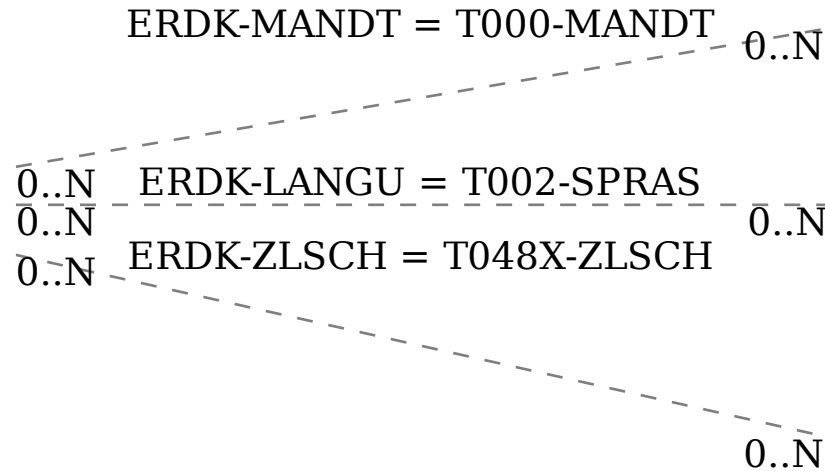 ERDK-MANDT = T000-MANDT
0..N
0..N
ERDK-LANGU = T002-SPRAS
0..N
0..N
ERDK-ZLSCH = T048X-ZLSCH
0..N
0..N